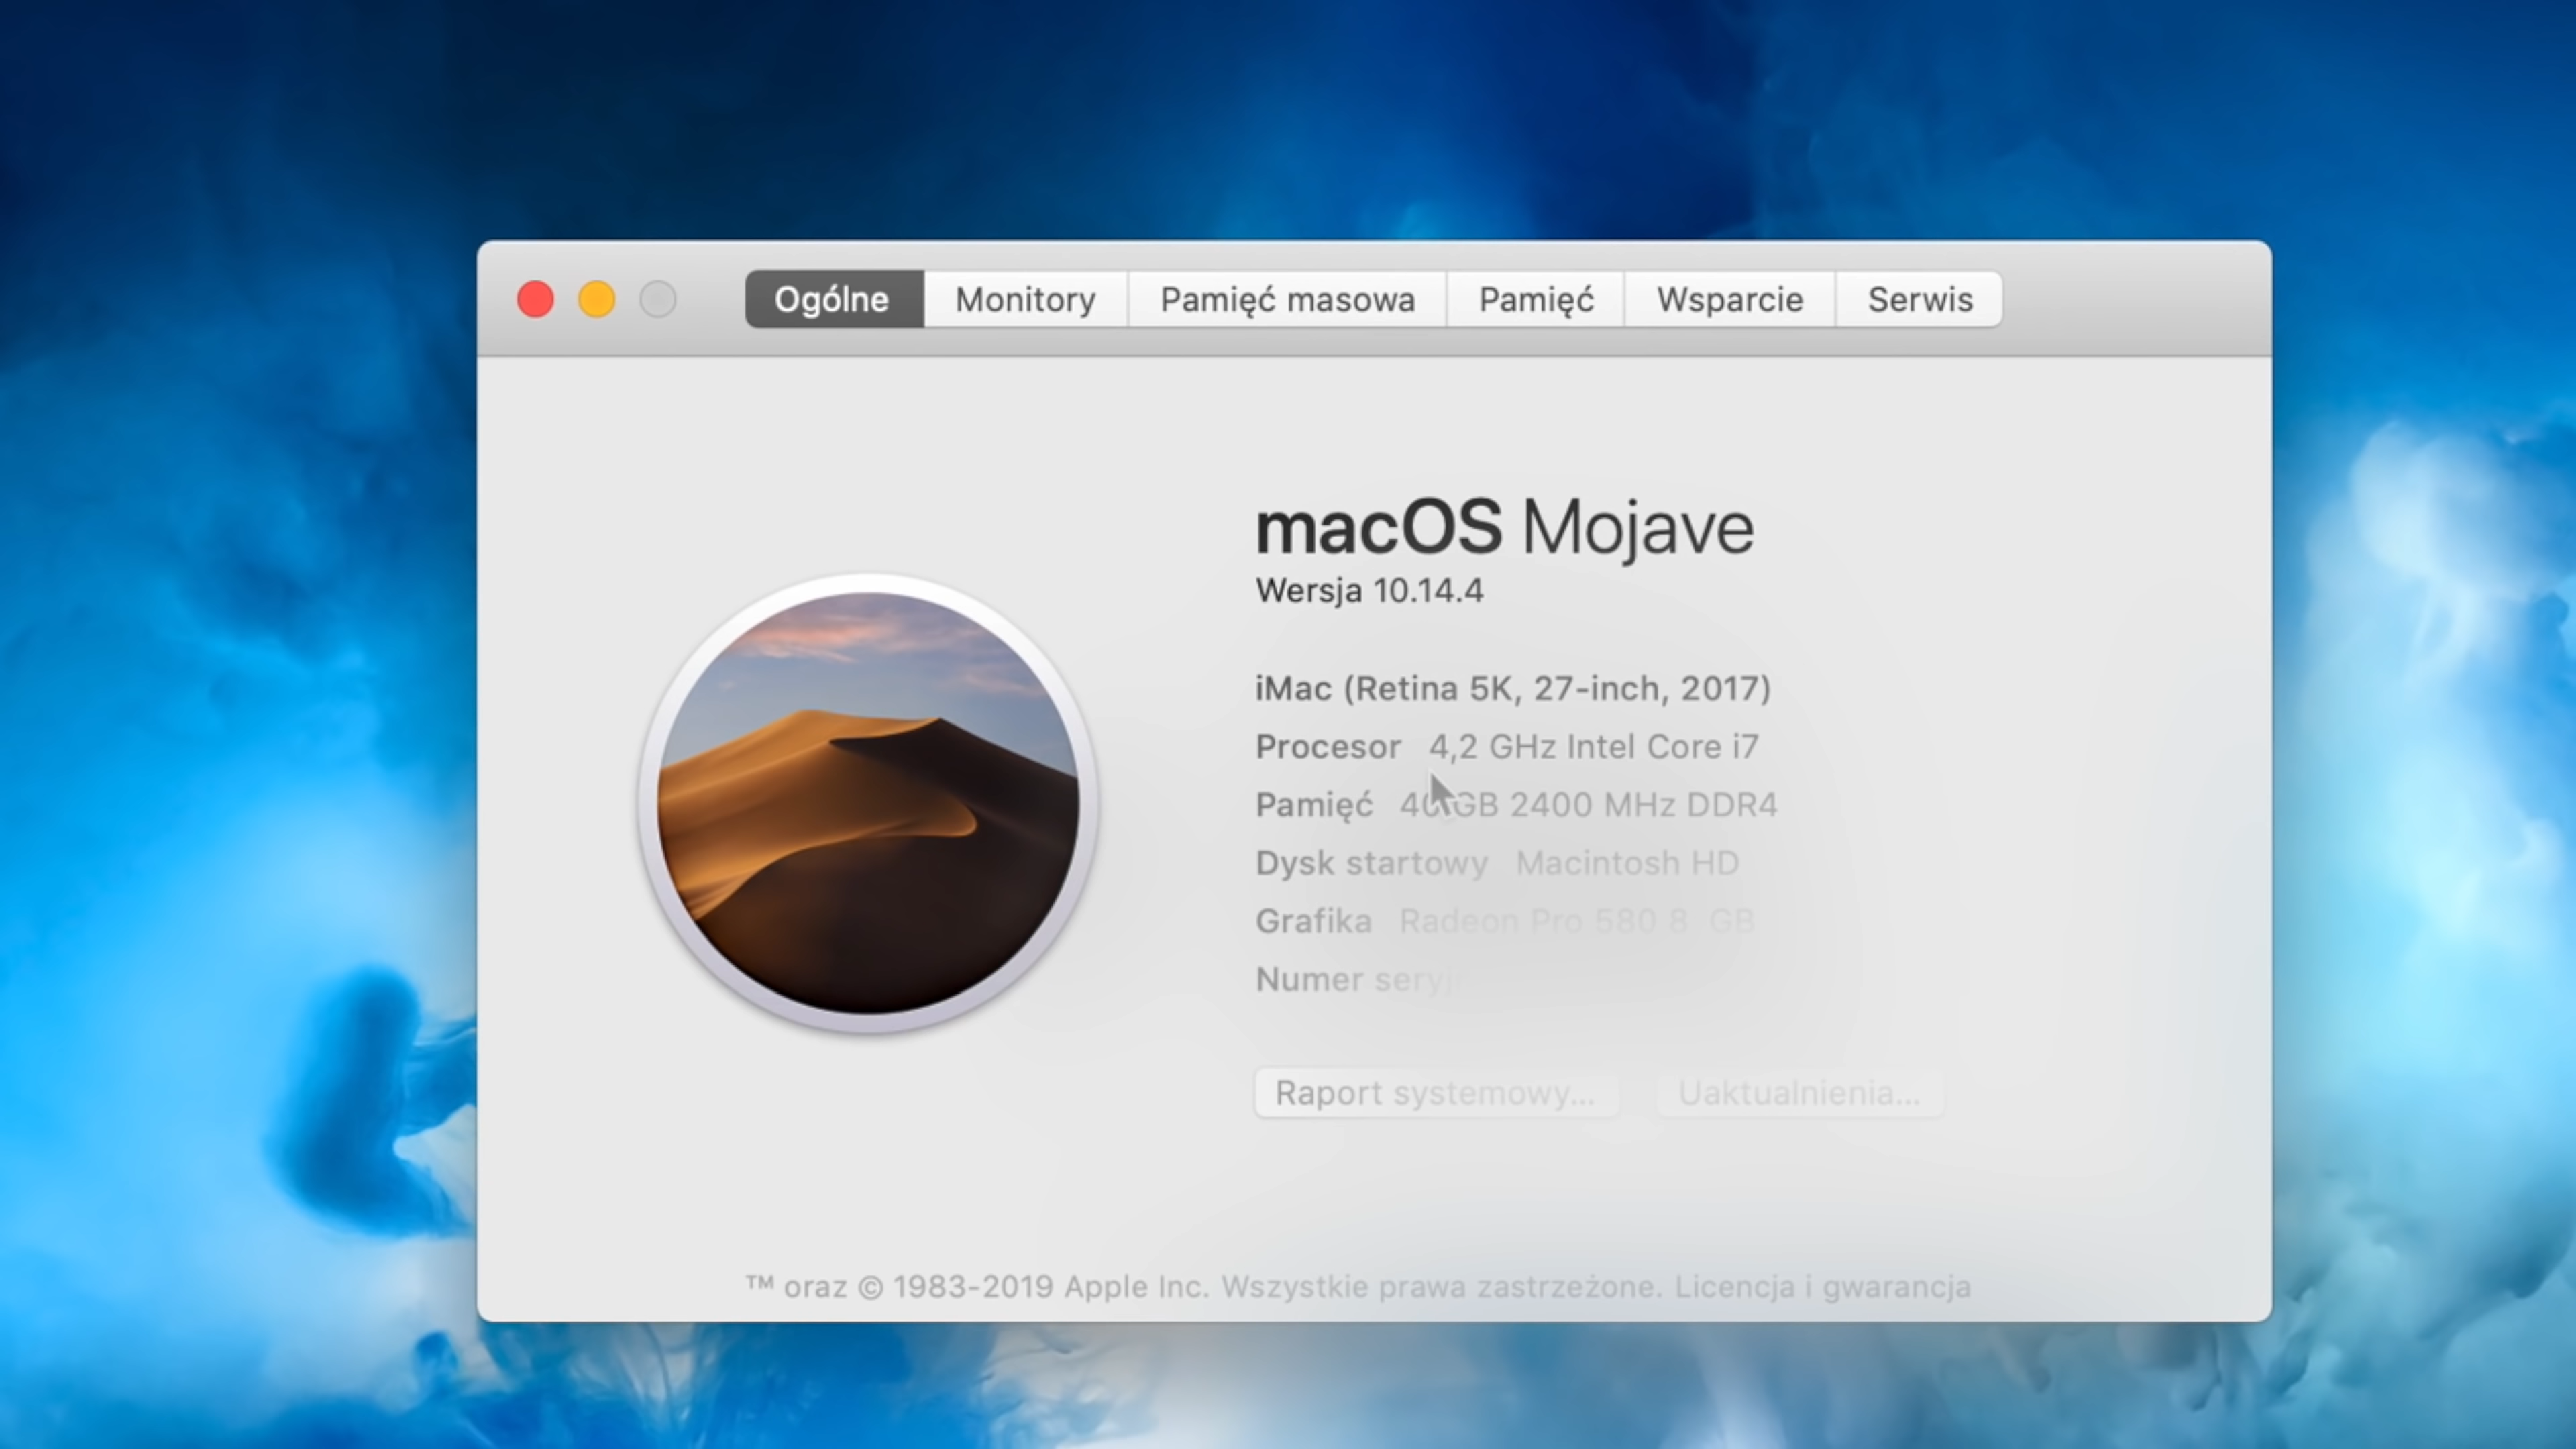 Ogólne Monitory Pamięć masowa Pamięć Wsparcie Serwis
macOS Mojave
Wersja 10.14.4
iMac (Retina 5K, 27-inch, 2017)
Procesor 4,2 GHz Intel Core i7
Pamięć 40 GB 2400 MHz DDR4
Dysk startowy Macintosh HD
Grafika Radeon Pro 580 8 GB
Numer
Raport systemowy... Uaktualnienia...
™ oraz © 1983-2019 Apple Inc. Wszystkie prawa zastrzeżone. Licencja i gwarancja